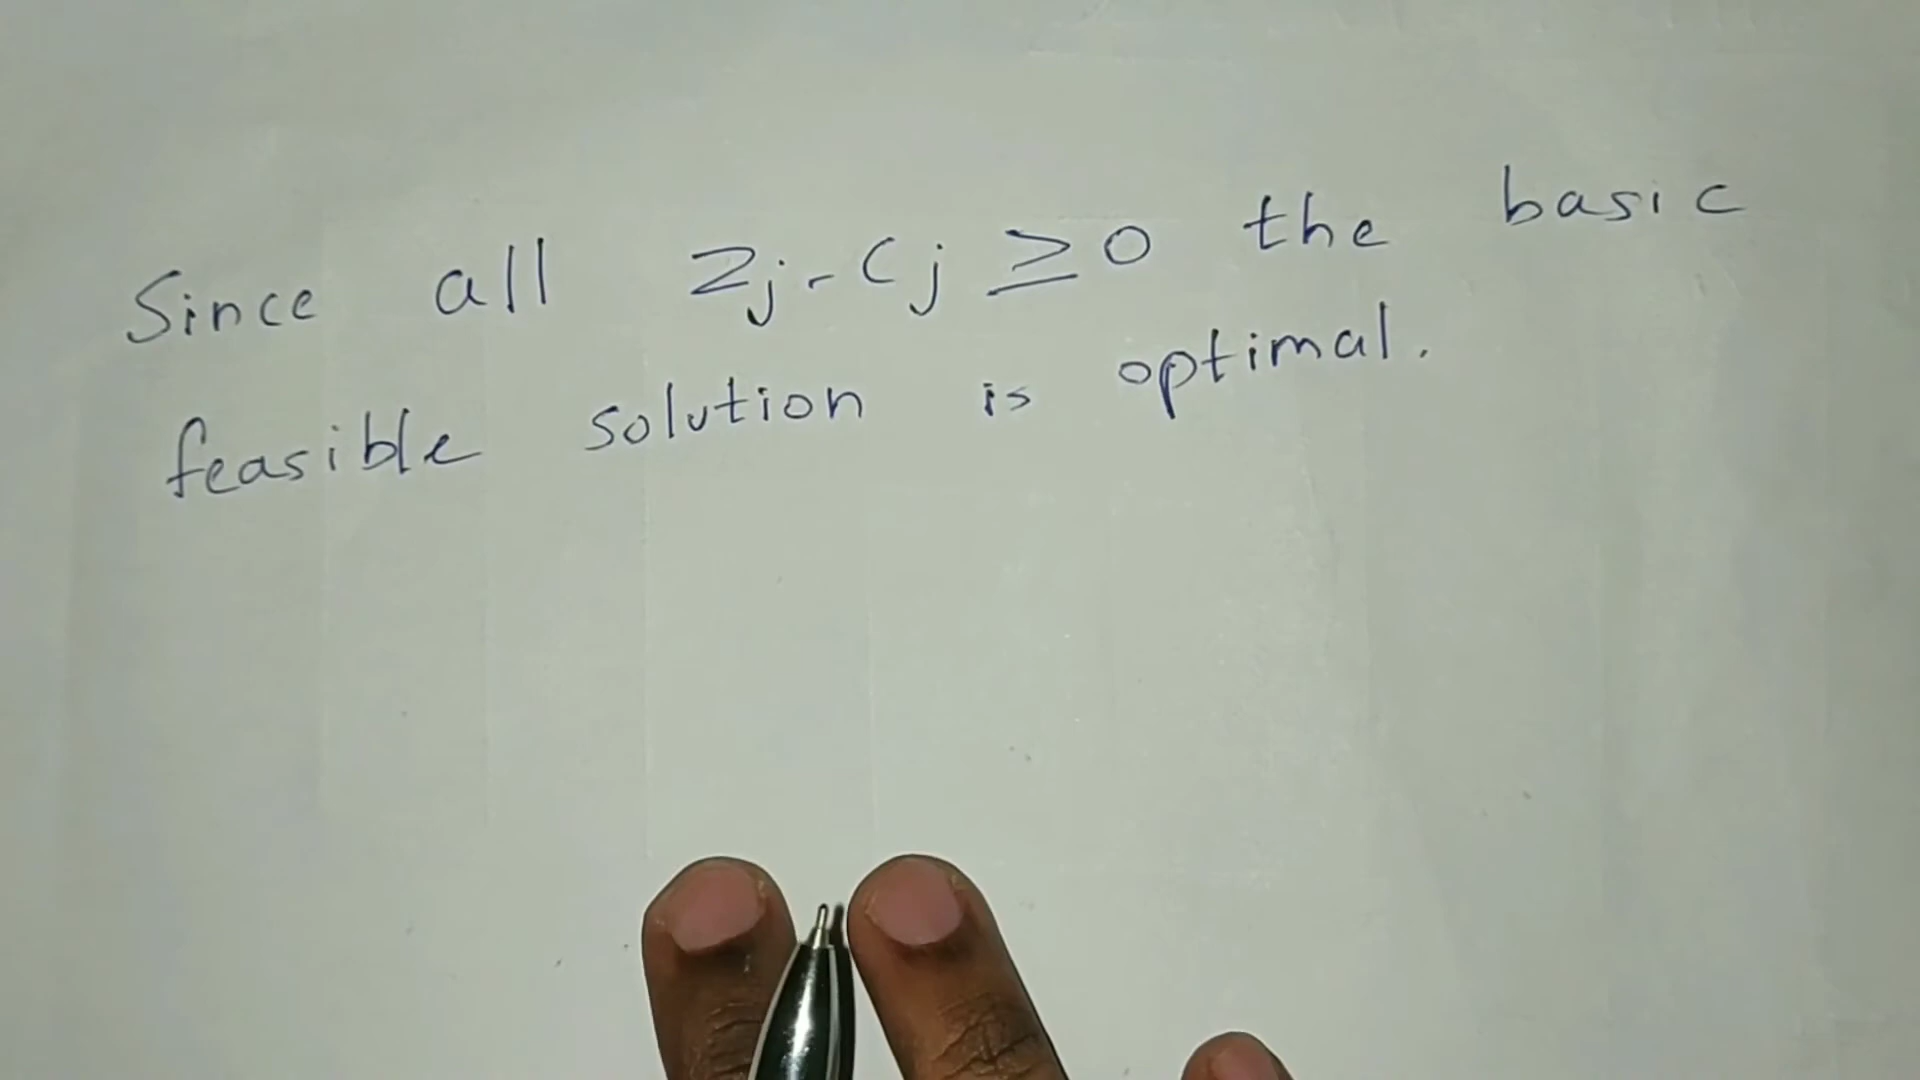 Since all Zj-Cj ≥0 the basic
feasible solution is optimal.